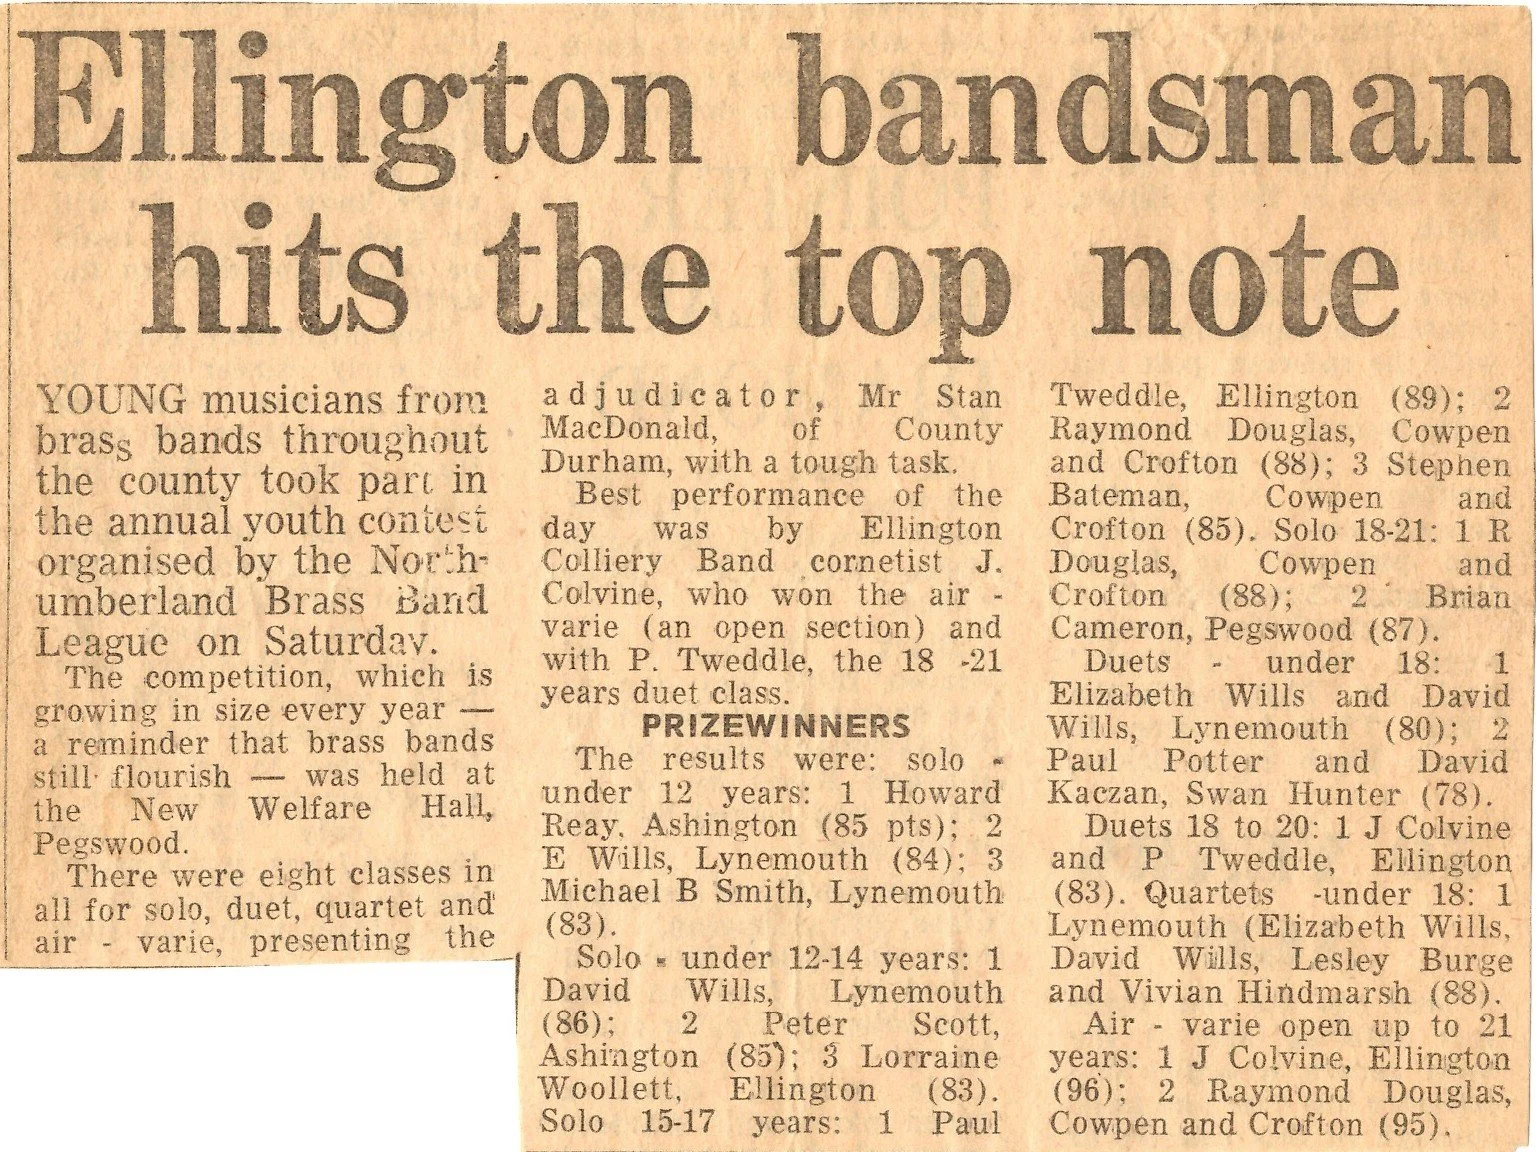 Ellington bandsman
hits the top note
YOUNG musicians from
brass bands throughout
the county took part in
the annual youth contest
organised by the North-
umberland Brass Band
League on Saturday.
The competition, which is
growing in size every year —
a reminder that brass bands
still flourish — was held at
the New Welfare Hall,
Pegswood.
There were eight classes in
all for solo, duet, quartet and
air - varie, presenting the
adjudicator, Mr Stan
MacDonald, of County
Durham, with a tough task.
Best performance of the
day was by Ellington
Colliery Band cornetist J.
Colvine, who won the air -
varie (an open section) and
with P. Tweddle, the 18 -21
years duet class.
PRIZEWINNERS
The results were: solo -
under 12 years: 1 Howard
Reay, Ashington (85 pts); 2
E Wills, Lynemouth (84); 3
Michael B Smith, Lynemouth
(83).
Solo - under 12-14 years: 1
David Wills, Lynemouth
(86); 2 Peter Scott,
Ashington (85); 3 Lorraine
Woollett, Ellington (83).
Solo 15-17 years: 1 Paul
Tweddle, Ellington (89); 2
Raymond Douglas, Cowpen
and Crofton (88); 3 Stephen
Bateman, Cowpen and
Crofton (85). Solo 18-21: 1 R
Douglas, Cowpen and
Crofton (88); 2 Brian
Cameron, Pegswood (87).
Duets - under 18: 1
Elizabeth Wills and David
Wills, Lynemouth (80); 2
Paul Potter and David
Kaczan, Swan Hunter (78).
Duets 18 to 20: 1 J Colvine
and P Tweddle, Ellington
(83). Quartets -under 18: 1
Lynemouth (Elizabeth Wills,
David Wills, Lesley Burge
and Vivian Hindmarsh (88).
Air - varie open up to 21
years: 1 J Colvine, Ellington
(96); 2 Raymond Douglas,
Cowpen and Crofton (95).